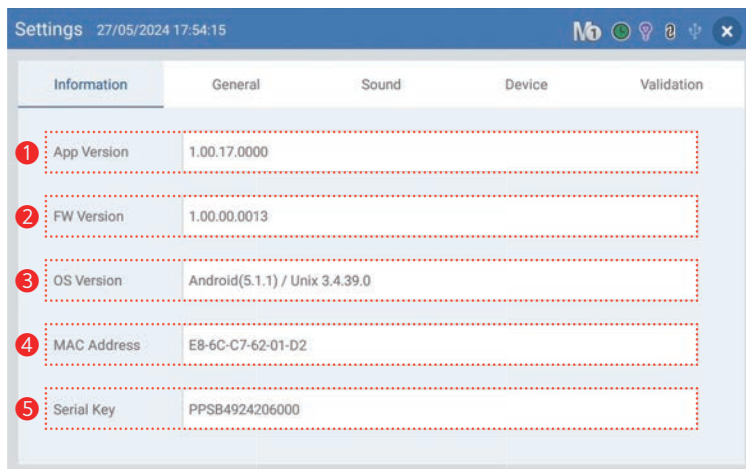 Settings 27/05/2024 17:54:15
Information General Sound Device Validation
1 App Version 1.00.17.0000
2 FW Version 1.00.00.0013
3 OS Version Android(5.1.1) / Unix 3.4.39.0
4 MAC Address E8-6C-C7-62-01-D2
5 Serial Key PPSB4924206000